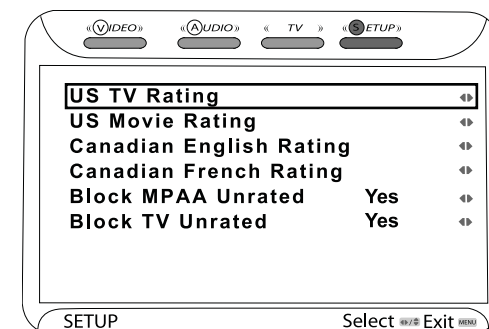 VIDEO AUDIO TV SETUP
US TV Rating
US Movie Rating
Canadian English Rating
Canadian French Rating
Block MPAA Unrated Yes
Block TV Unrated Yes
SETUP Select / Exit MENU